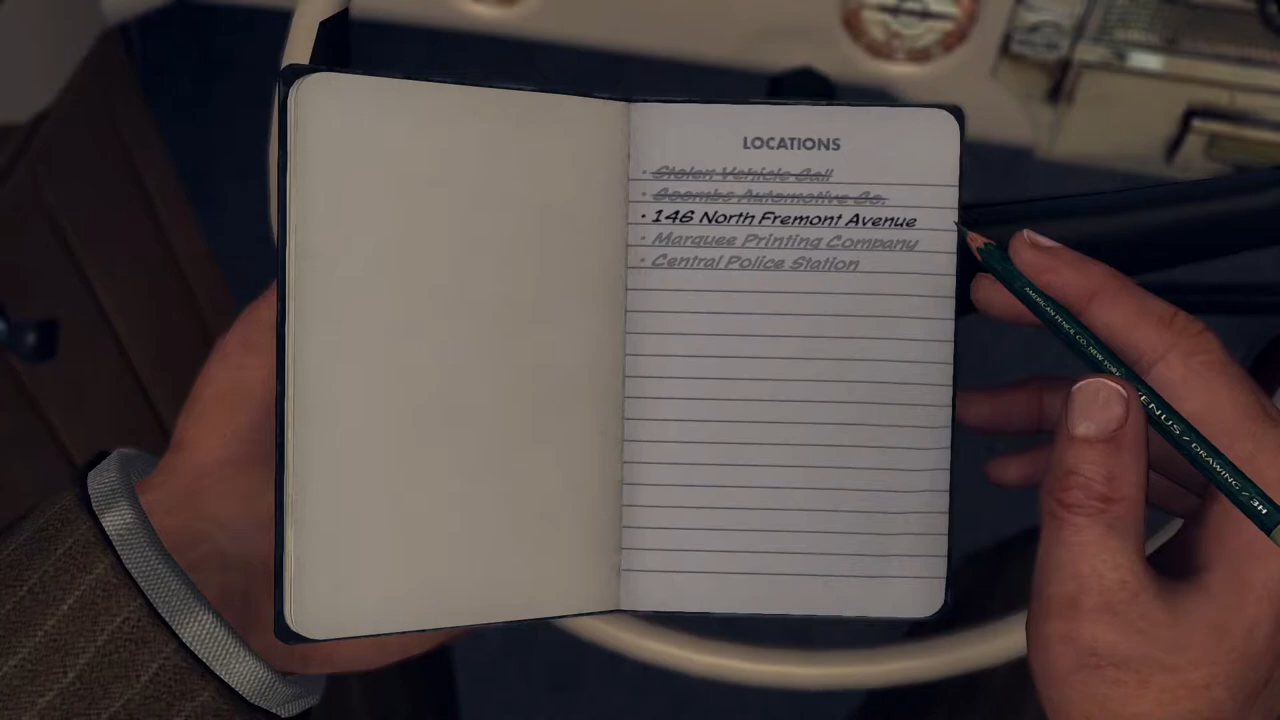 LOCATIONS
· Stolen Vehicle Call
· Coombs Automotive Co.
· 146 North Fremont Avenue
· Marquee Printing Company
· Central Police Station
AMERICAN PENCIL CO. NEW YORK
VENUS / DRAWING / 3H